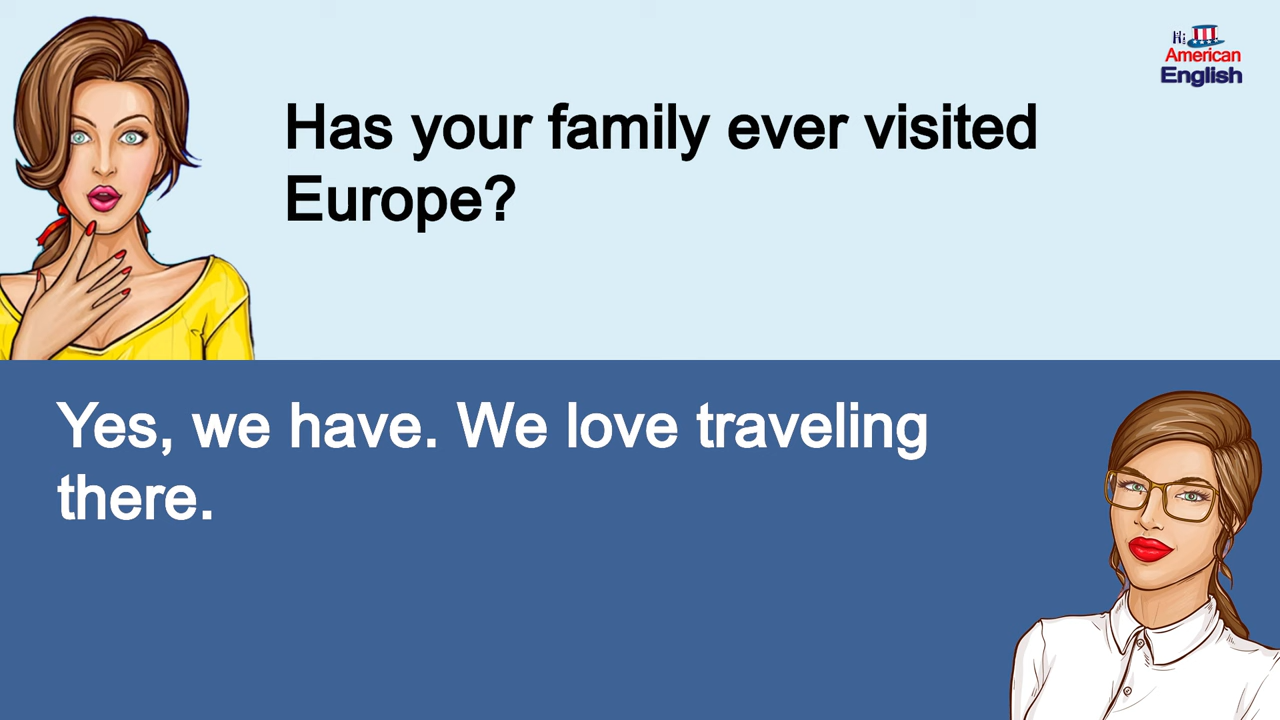 Hi
American
English
Has your family ever visited
Europe?
Yes, we have. We love traveling
there.